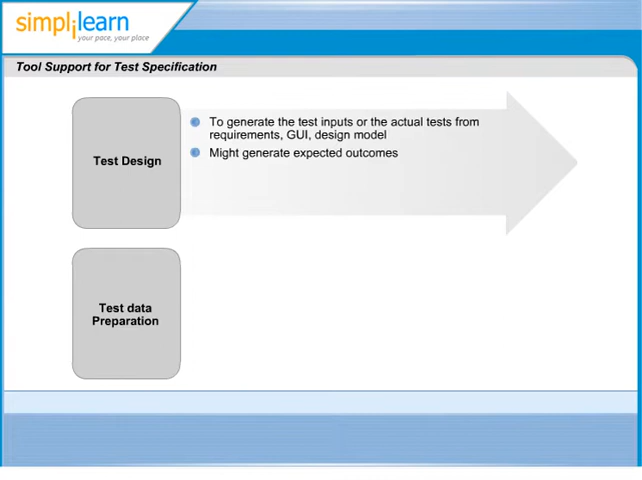 simplilearn
your pace, your place
Tool Support for Test Specification
To generate the test inputs or the actual tests from
requirements, GUI, design model
Might generate expected outcomes
Test Design
Test data
Preparation